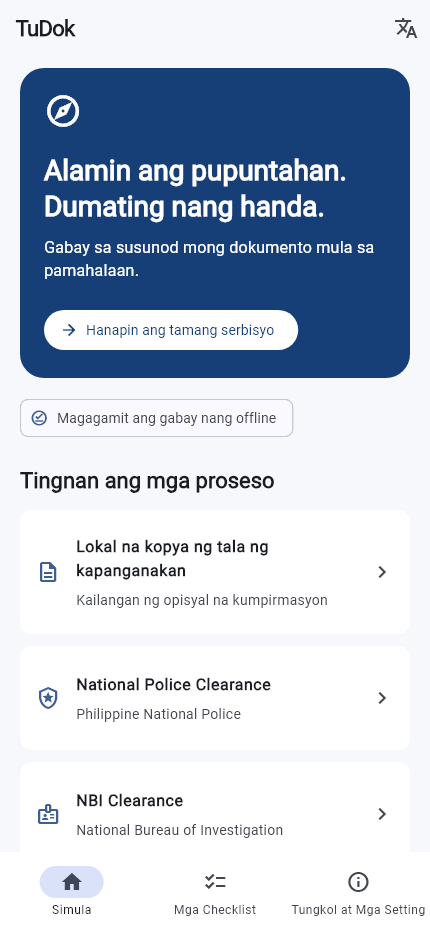 TuDok
Alamin ang pupuntahan.
Dumating nang handa.
Gabay sa susunod mong dokumento mula sa
pamahalaan.
Hanapin ang tamang serbisyo
Magagamit ang gabay nang offline
Tingnan ang mga proseso
Lokal na kopya ng tala ng
kapanganakan
Kailangan ng opisyal na kumpirmasyon
National Police Clearance
Philippine National Police
NBI Clearance
National Bureau of Investigation
Simula
Mga Checklist
Tungkol at Mga Setting